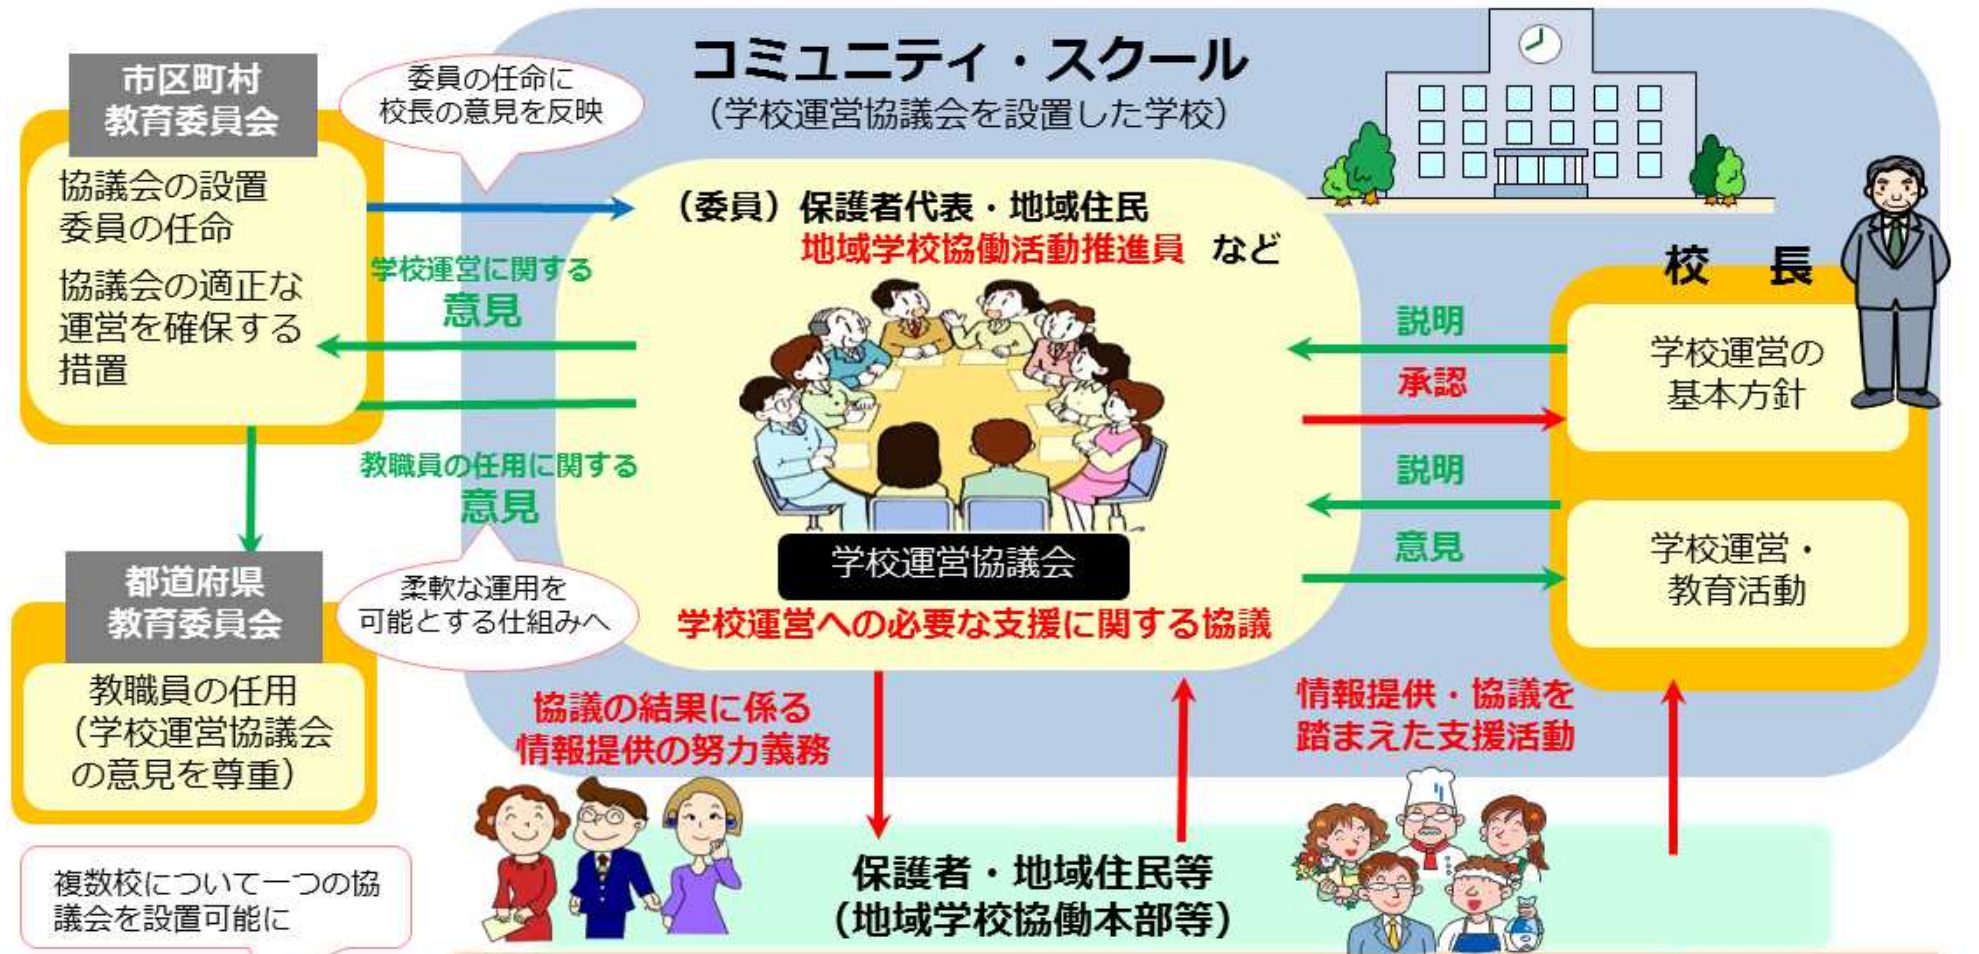 コミュニティ・スクール
（学校運営協議会を設置した学校）
市区町村
教育委員会
協議会の設置
委員の任命
協議会の適正な
運営を確保する
措置
委員の任命に
校長の意見を反映
（委員）保護者代表・地域住民
地域学校協働活動推進員 など
学校運営に関する
意見
教職員の任用に関する
意見
柔軟な運用を
可能とする仕組みへ
学校運営協議会
学校運営への必要な支援に関する協議
校 長
説明
承認
学校運営の
基本方針
説明
意見
学校運営・
教育活動
都道府県
教育委員会
教職員の任用
（学校運営協議会
の意見を尊重）
協議の結果に係る
情報提供の努力義務
情報提供・協議を
踏まえた支援活動
保護者・地域住民等
（地域学校協働本部等）
複数校について一つの協
議会を設置可能に